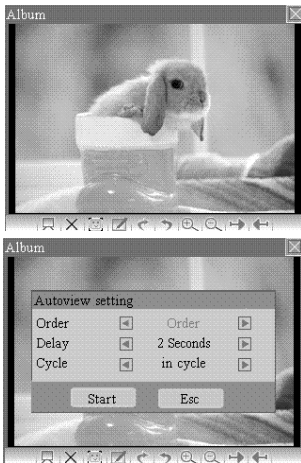 Album
Album
Autoview setting
Order Order
Delay 2 Seconds
Cycle in cycle
Start Esc